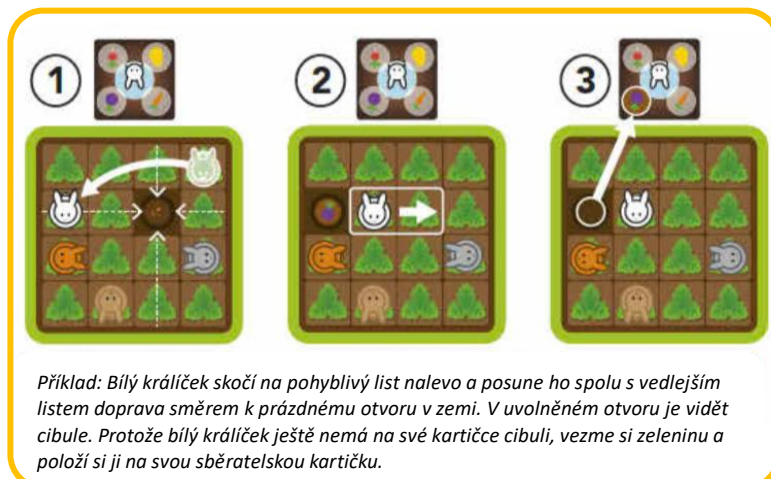 1
2
3
Příklad: Bílý králíček skočí na pohyblivý list nalevo a posune ho spolu s vedlejším
listem doprava směrem k prázdnému otvoru v zemi. V uvolněném otvoru je vidět
cibule. Protože bílý králíček ještě nemá na své kartičce cibuli, vezme si zeleninu a
položí si ji na svou sběratelskou kartičku.